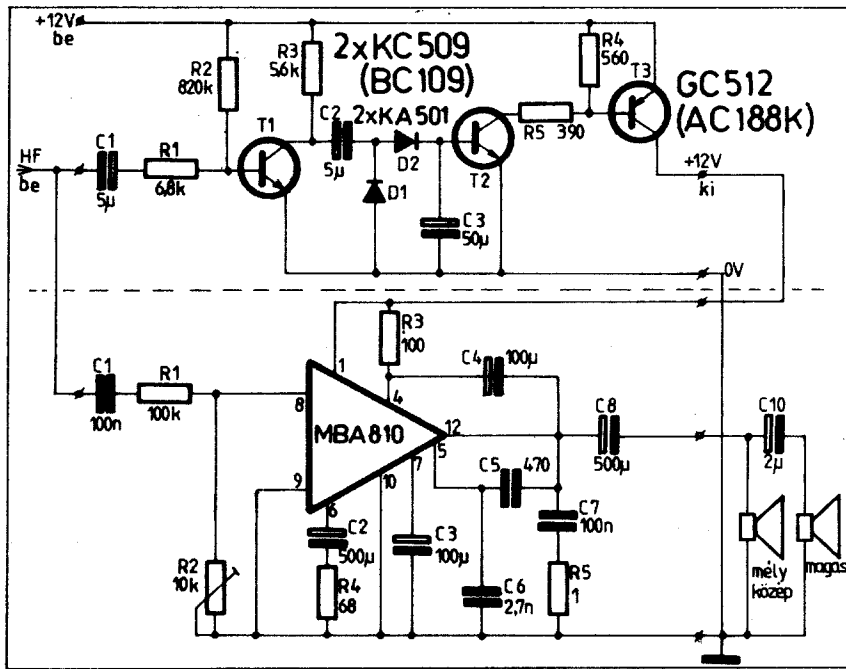 +12V
be
R2
820k
R3
5,6k
2xKC509
(BC109)
R4
560
T3
GC512
(AC188K)
C2
5µ
2xKA501
D2
D1
T1
T2
R5 390
HF
be
C1
5µ
R1
6,8k
C3
50µ
+12V
ki
0V
R3
100
C4
100µ
C1
100n
R1
100k
1
4
8
MBA810
12
5
9
10
7
6
C8
500µ
C10
2µ
C5
470
C7
100n
C2
500µ
C3
100µ
R2
10k
R4
68
C6
2,7n
R5
1
mély
közép
magas